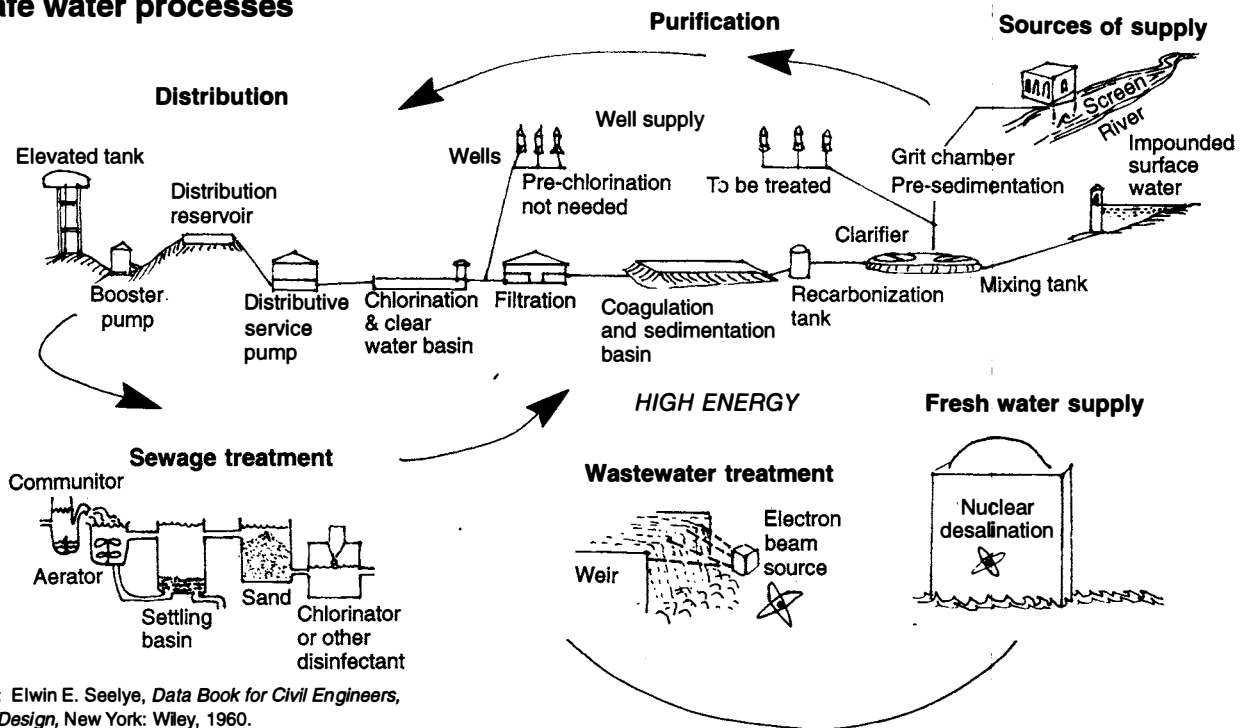 afe water processes
Purification
Sources of supply
Distribution
Screen
River
Well supply
Elevated tank
Wells
Grit chamber
Impounded
surface
water
Distribution
reservoir
Pre-chlorination
not needed
To be treated
Pre-sedimentation
Clarifier
Booster
pump
Distributive
service
pump
Chlorination
& clear
water basin
Filtration
Coagulation
and sedimentation
basin
Recarbonization
tank
Mixing tank
HIGH ENERGY
Fresh water supply
Sewage treatment
Wastewater treatment
Communitor
Nuclear
desalination
Electron
beam
source
Aerator
Weir
Settling
basin
Sand
Chlorinator
or other
disinfectant
: Elwin E. Seelye, Data Book for Civil Engineers,
Design, New York: Wiley, 1960.